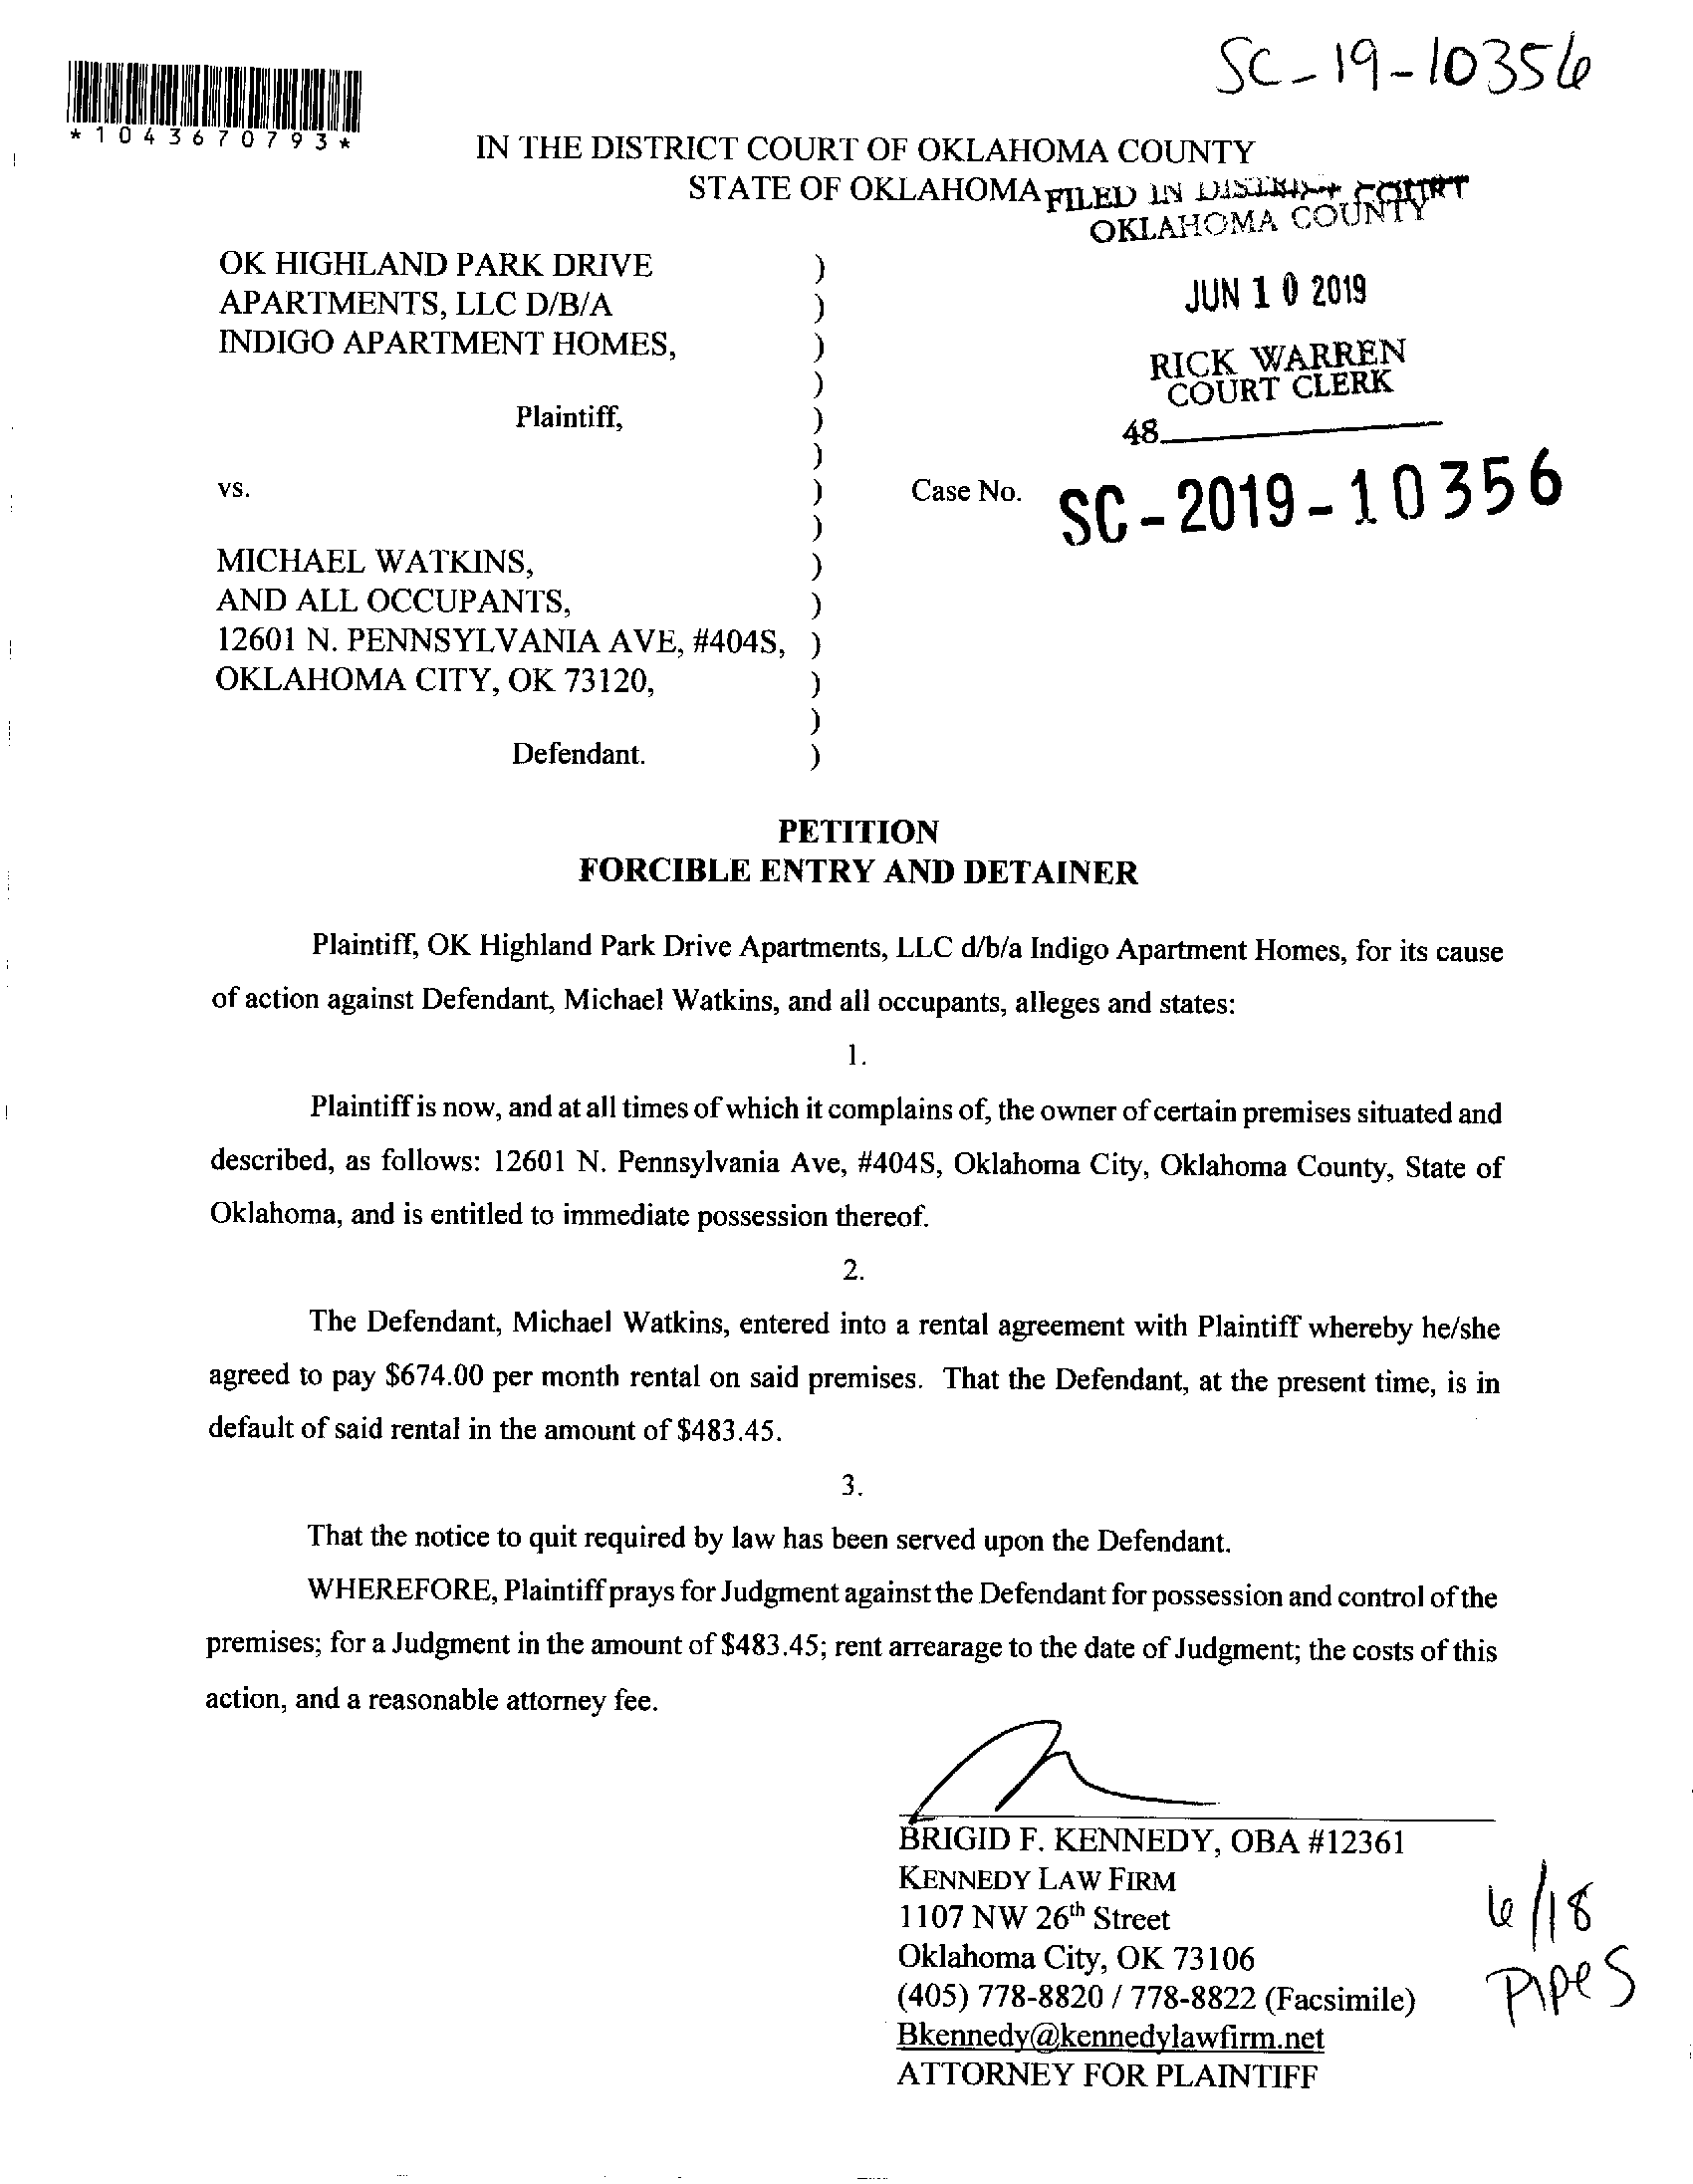 SC-19-10356
*1043670793*
IN THE DISTRICT COURT OF OKLAHOMA COUNTY
STATE OF OKLAHOMA
FILED IN DISTRICT COURT
OKLAHOMA COUNTY
JUN 10 2019
RICK WARREN
COURT CLERK
48
OK HIGHLAND PARK DRIVE )
APARTMENTS, LLC D/B/A )
INDIGO APARTMENT HOMES, )
)
Plaintiff, )
)
vs. ) Case No. SC-2019-10356
)
MICHAEL WATKINS, )
AND ALL OCCUPANTS, )
12601 N. PENNSYLVANIA AVE, #404S, )
OKLAHOMA CITY, OK 73120, )
)
Defendant. )
PETITION
FORCIBLE ENTRY AND DETAINER
Plaintiff, OK Highland Park Drive Apartments, LLC d/b/a Indigo Apartment Homes, for its cause
of action against Defendant, Michael Watkins, and all occupants, alleges and states:
1.
Plaintiff is now, and at all times of which it complains of, the owner of certain premises situated and
described, as follows: 12601 N. Pennsylvania Ave, #404S, Oklahoma City, Oklahoma County, State of
Oklahoma, and is entitled to immediate possession thereof.
2.
The Defendant, Michael Watkins, entered into a rental agreement with Plaintiff whereby he/she
agreed to pay $674.00 per month rental on said premises. That the Defendant, at the present time, is in
default of said rental in the amount of $483.45.
3.
That the notice to quit required by law has been served upon the Defendant.
WHEREFORE, Plaintiff prays for Judgment against the Defendant for possession and control of the
premises; for a Judgment in the amount of $483.45; rent arrearage to the date of Judgment; the costs of this
action, and a reasonable attorney fee.
BRIGID F. KENNEDY, OBA #12361
KENNEDY LAW FIRM
1107 NW 26th Street
Oklahoma City, OK 73106
(405) 778-8820 / 778-8822 (Facsimile)
Bkennedy@kennedylawfirm.net
ATTORNEY FOR PLAINTIFF
6/18
Pipes